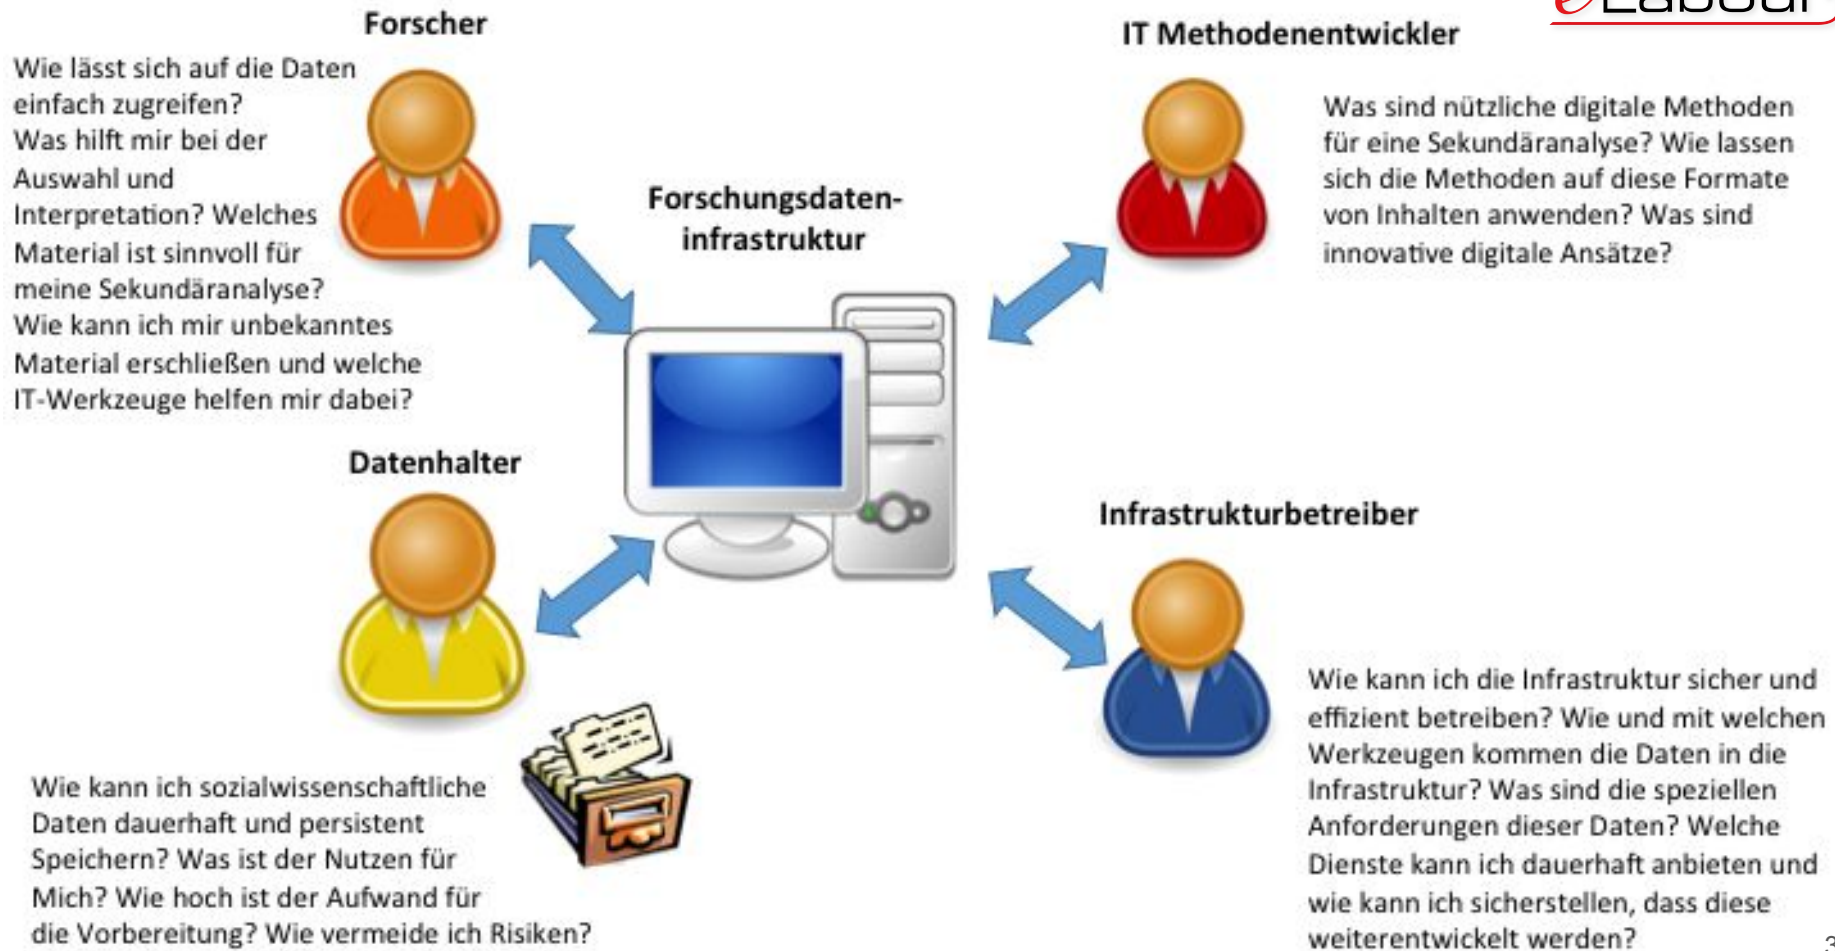 eLabour
Forscher
Wie lässt sich auf die Daten
einfach zugreifen?
Was hilft mir bei der
Auswahl und
Interpretation? Welches
Material ist sinnvoll für
meine Sekundäranalyse?
Wie kann ich mir unbekanntes
Material erschließen und welche
IT-Werkzeuge helfen mir dabei?
IT Methodenentwickler
Was sind nützliche digitale Methoden
für eine Sekundäranalyse? Wie lassen
sich die Methoden auf diese Formate
von Inhalten anwenden? Was sind
innovative digitale Ansätze?
Forschungsdaten-
infrastruktur
Datenhalter
Wie kann ich sozialwissenschaftliche
Daten dauerhaft und persistent
Speichern? Was ist der Nutzen für
Mich? Wie hoch ist der Aufwand für
die Vorbereitung? Wie vermeide ich Risiken?
Infrastrukturbetreiber
Wie kann ich die Infrastruktur sicher und
effizient betreiben? Wie und mit welchen
Werkzeugen kommen die Daten in die
Infrastruktur? Was sind die speziellen
Anforderungen dieser Daten? Welche
Dienste kann ich dauerhaft anbieten und
wie kann ich sicherstellen, dass diese
weiterentwickelt werden?